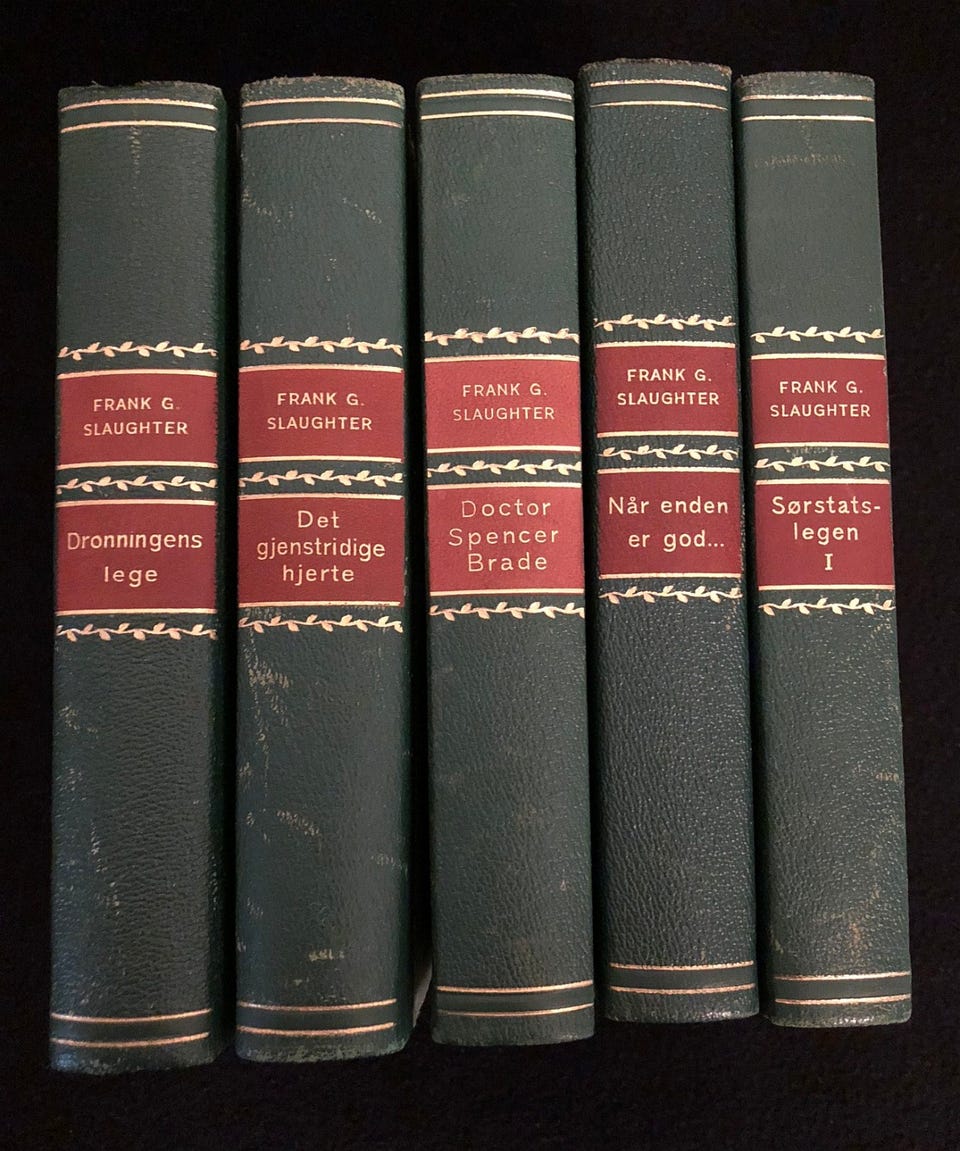 FRANK G.
SLAUGHTER
Dronningens
lege
FRANK G.
SLAUGHTER
Det
gjenstridige
hjerte
FRANK G.
SLAUGHTER
Doctor
Spencer
Brade
FRANK G.
SLAUGHTER
Når enden
er god...
FRANK G.
SLAUGHTER
Sørstats-
legen
I